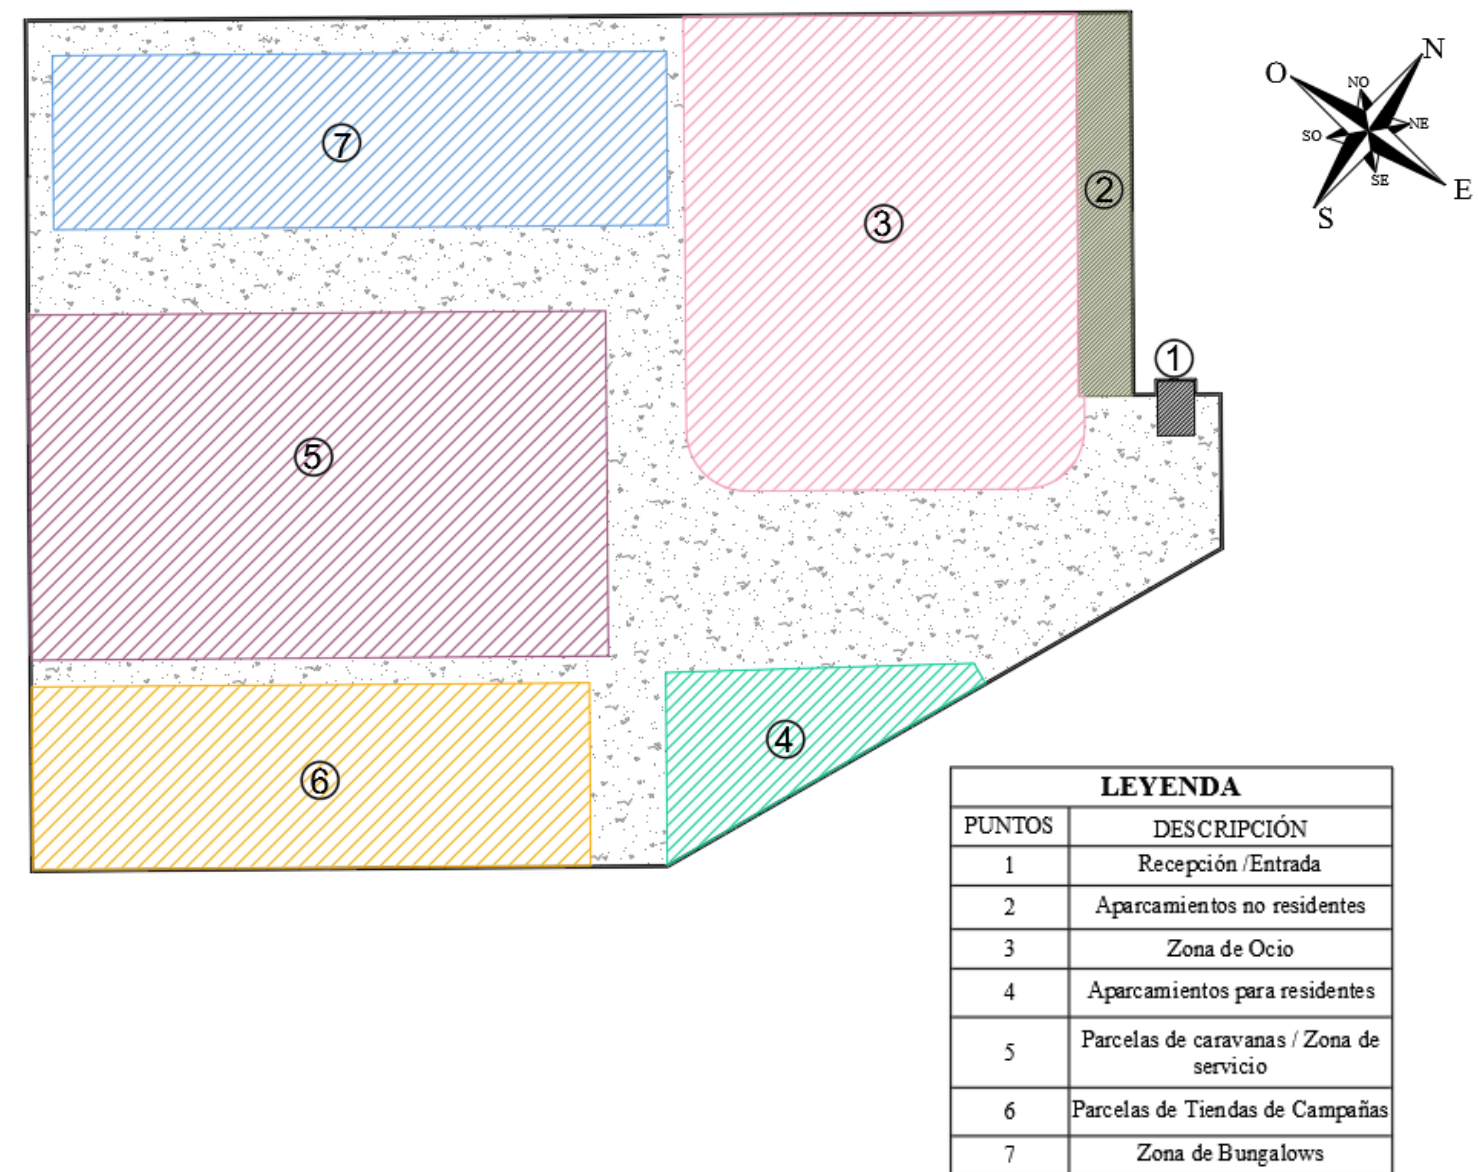 N
O
NO
NE
SO
SE
E
S
7
2
3
1
5
4
6
LEYENDA
PUNTOS DESCRIPCIÓN
1 Recepción /Entrada
2 Aparcamientos no residentes
3 Zona de Ocio
4 Aparcamientos para residentes
5 Parcelas de caravanas / Zona de
servicio
6 Parcelas de Tiendas de Campañas
7 Zona de Bungalows